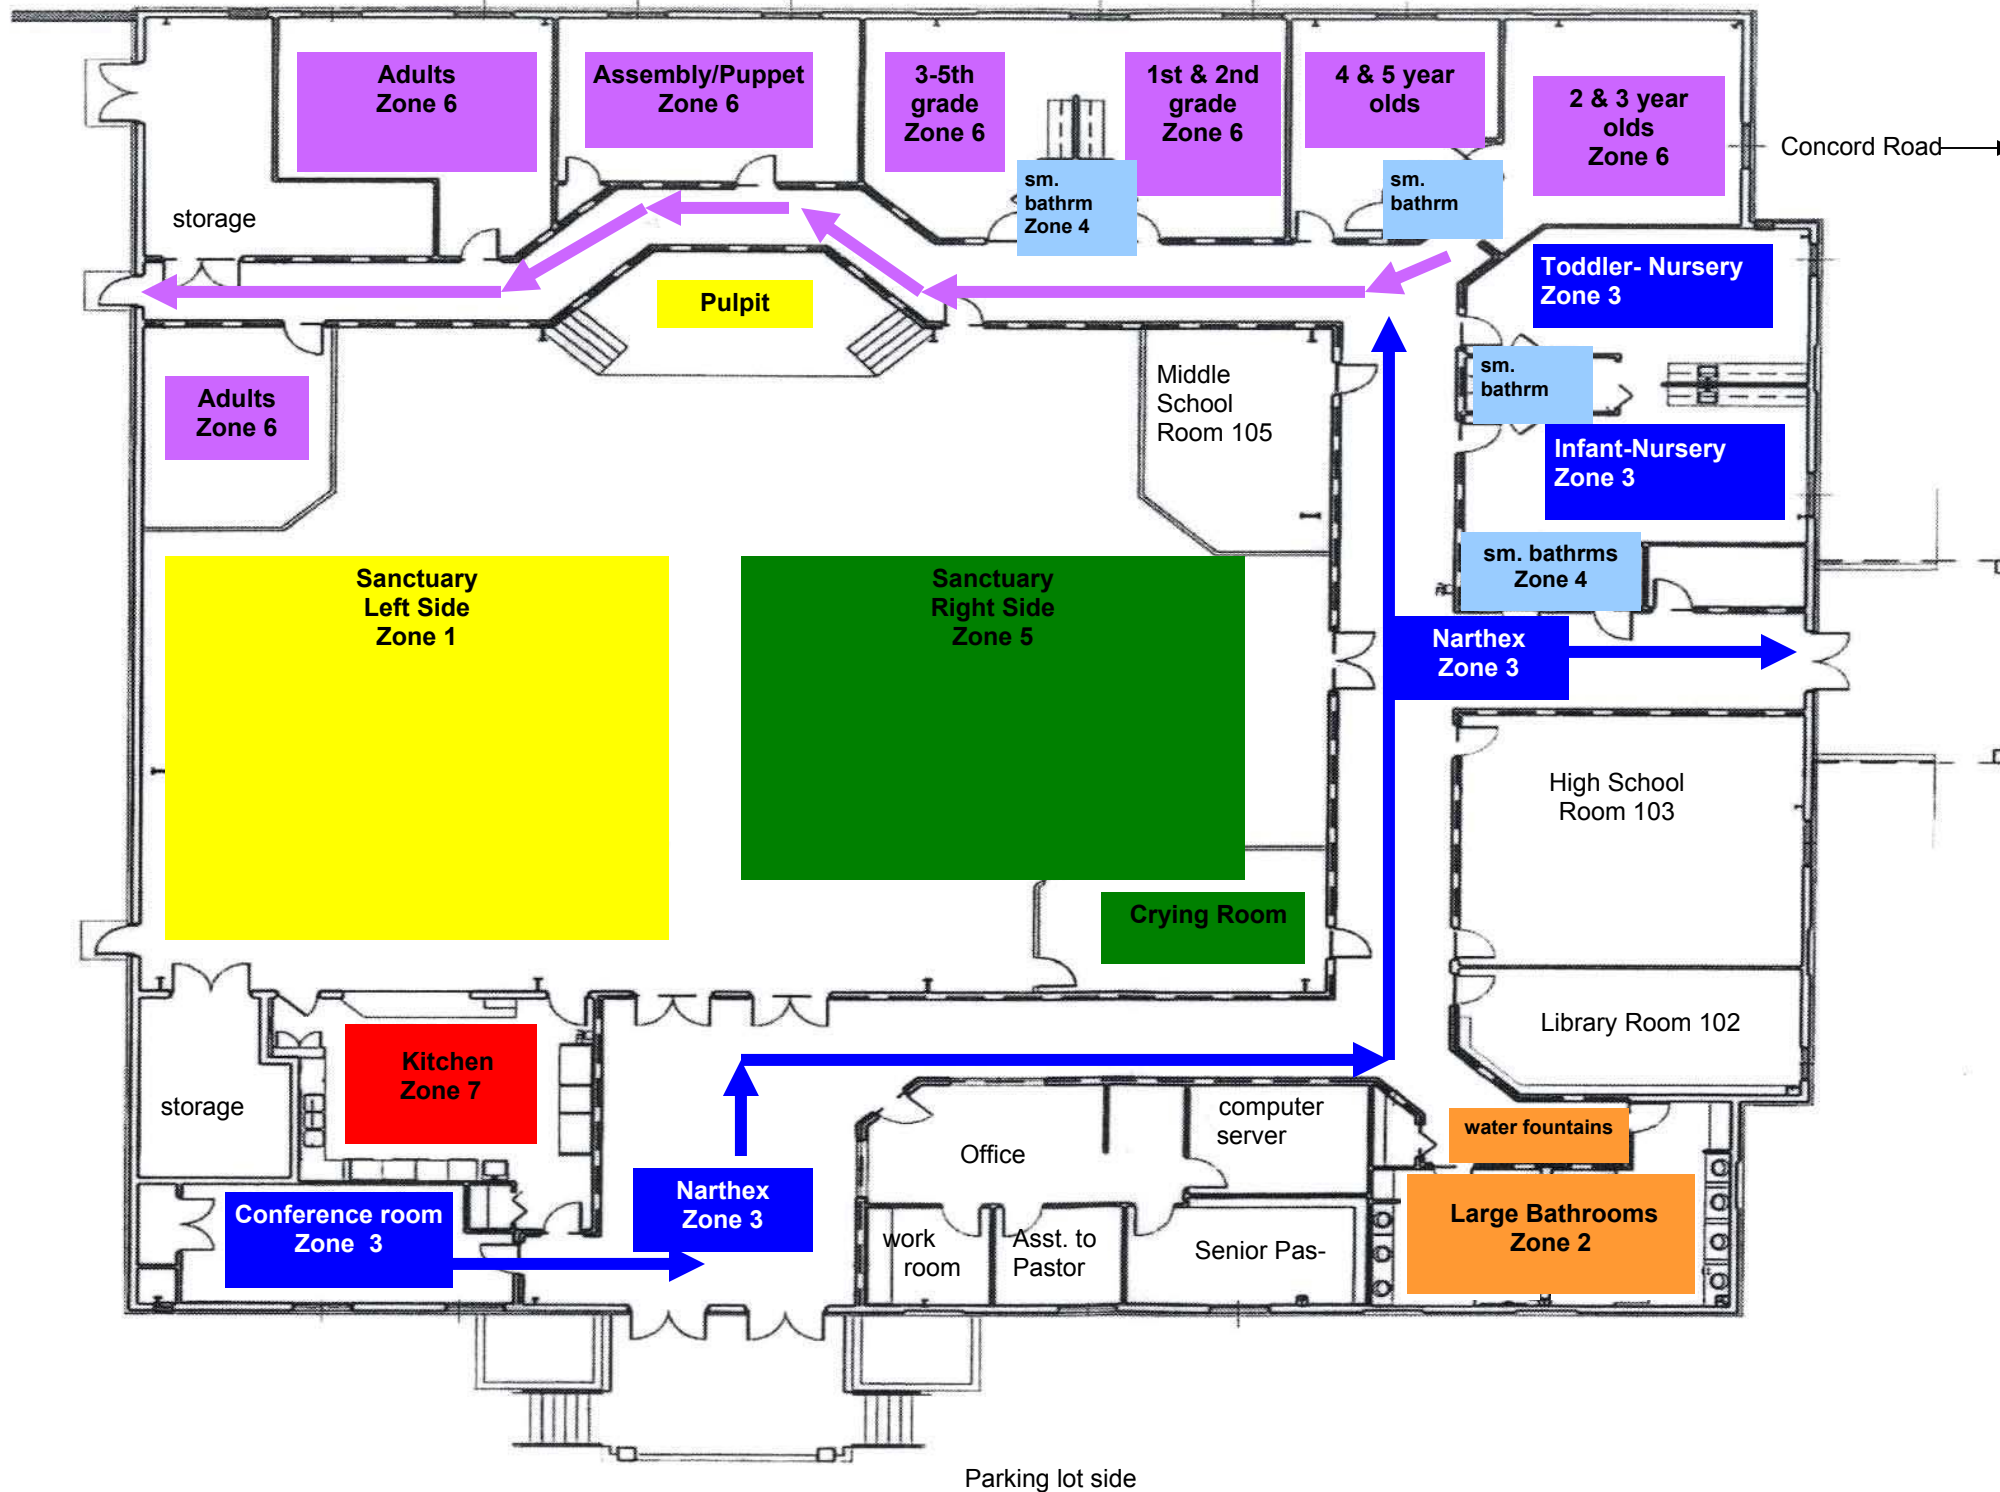 Adults
Zone 6
Assembly/Puppet
Zone 6
3-5th
grade
Zone 6
1st & 2nd
grade
Zone 6
4 & 5 year
olds
2 & 3 year
olds
Zone 6
Concord Road
sm.
bathrm
Zone 4
sm.
bathrm
storage
Toddler- Nursery
Zone 3
Pulpit
Adults
Zone 6
Middle
School
Room 105
sm.
bathrm
Infant-Nursery
Zone 3
sm. bathrms
Zone 4
Sanctuary
Left Side
Zone 1
Sanctuary
Right Side
Zone 5
Narthex
Zone 3
High School
Room 103
Crying Room
Library Room 102
Kitchen
Zone 7
storage
computer
server
water fountains
Office
Narthex
Zone 3
Conference room
Zone 3
work
room
Asst. to
Pastor
Senior Pas-
Large Bathrooms
Zone 2
Parking lot side